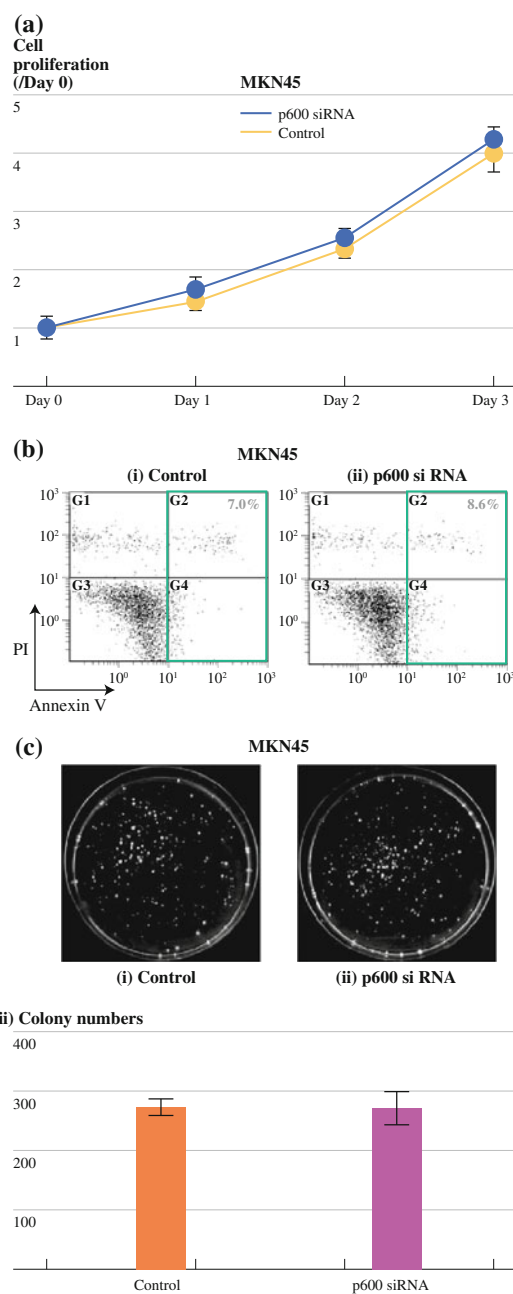 (a)
Cell
proliferation
(/Day 0)
MKN45
5
p600 siRNA
Control
4
3
2
1
Day 0 Day 1 Day 2 Day 3
(b)
MKN45
(i) Control (ii) p600 si RNA
10³ G1 G2 7.0% 10³ G1 G2 8.6%
10² 10²
10¹ 10¹
G3 G4 G3 G4
10⁰ 10⁰
PI
10⁰ 10¹ 10² 10³ 10⁰ 10¹ 10² 10³
Annexin V
(c)
MKN45
(i) Control (ii) p600 si RNA
ii) Colony numbers
400
300
200
100
Control p600 siRNA